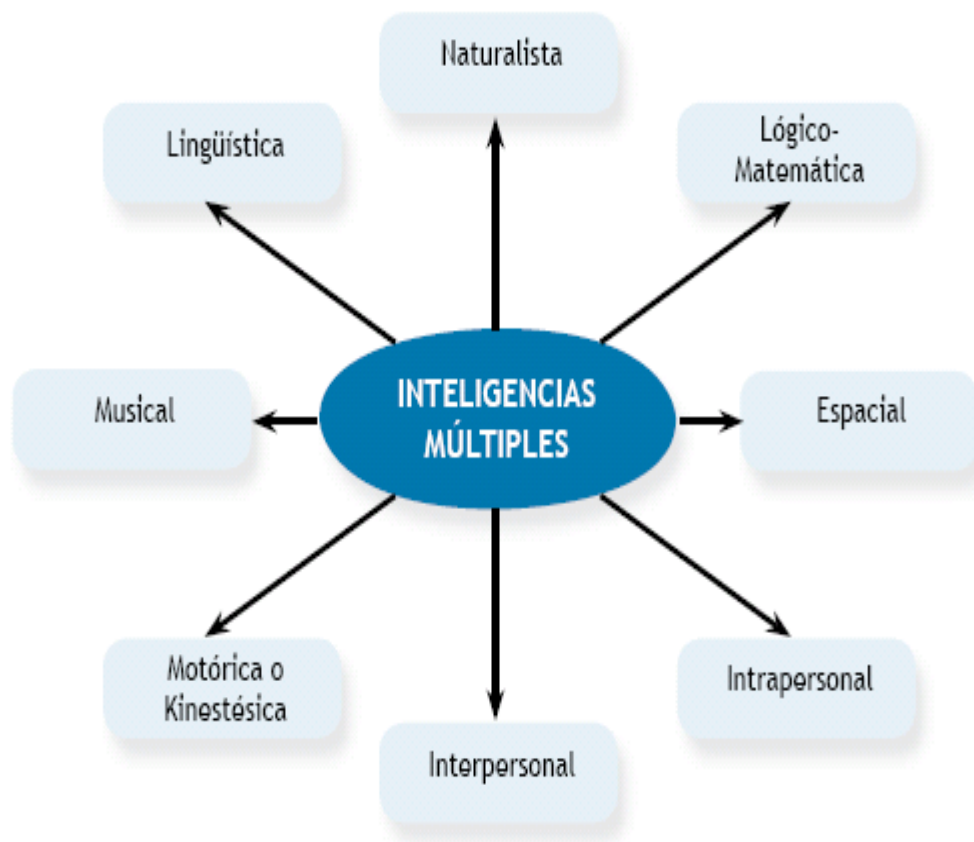 Naturalista
Lingüística
Lógico-
Matemática
INTELIGENCIAS
MÚLTIPLES
Musical
Espacial
Motórica o
Kinestésica
Intrapersonal
Interpersonal